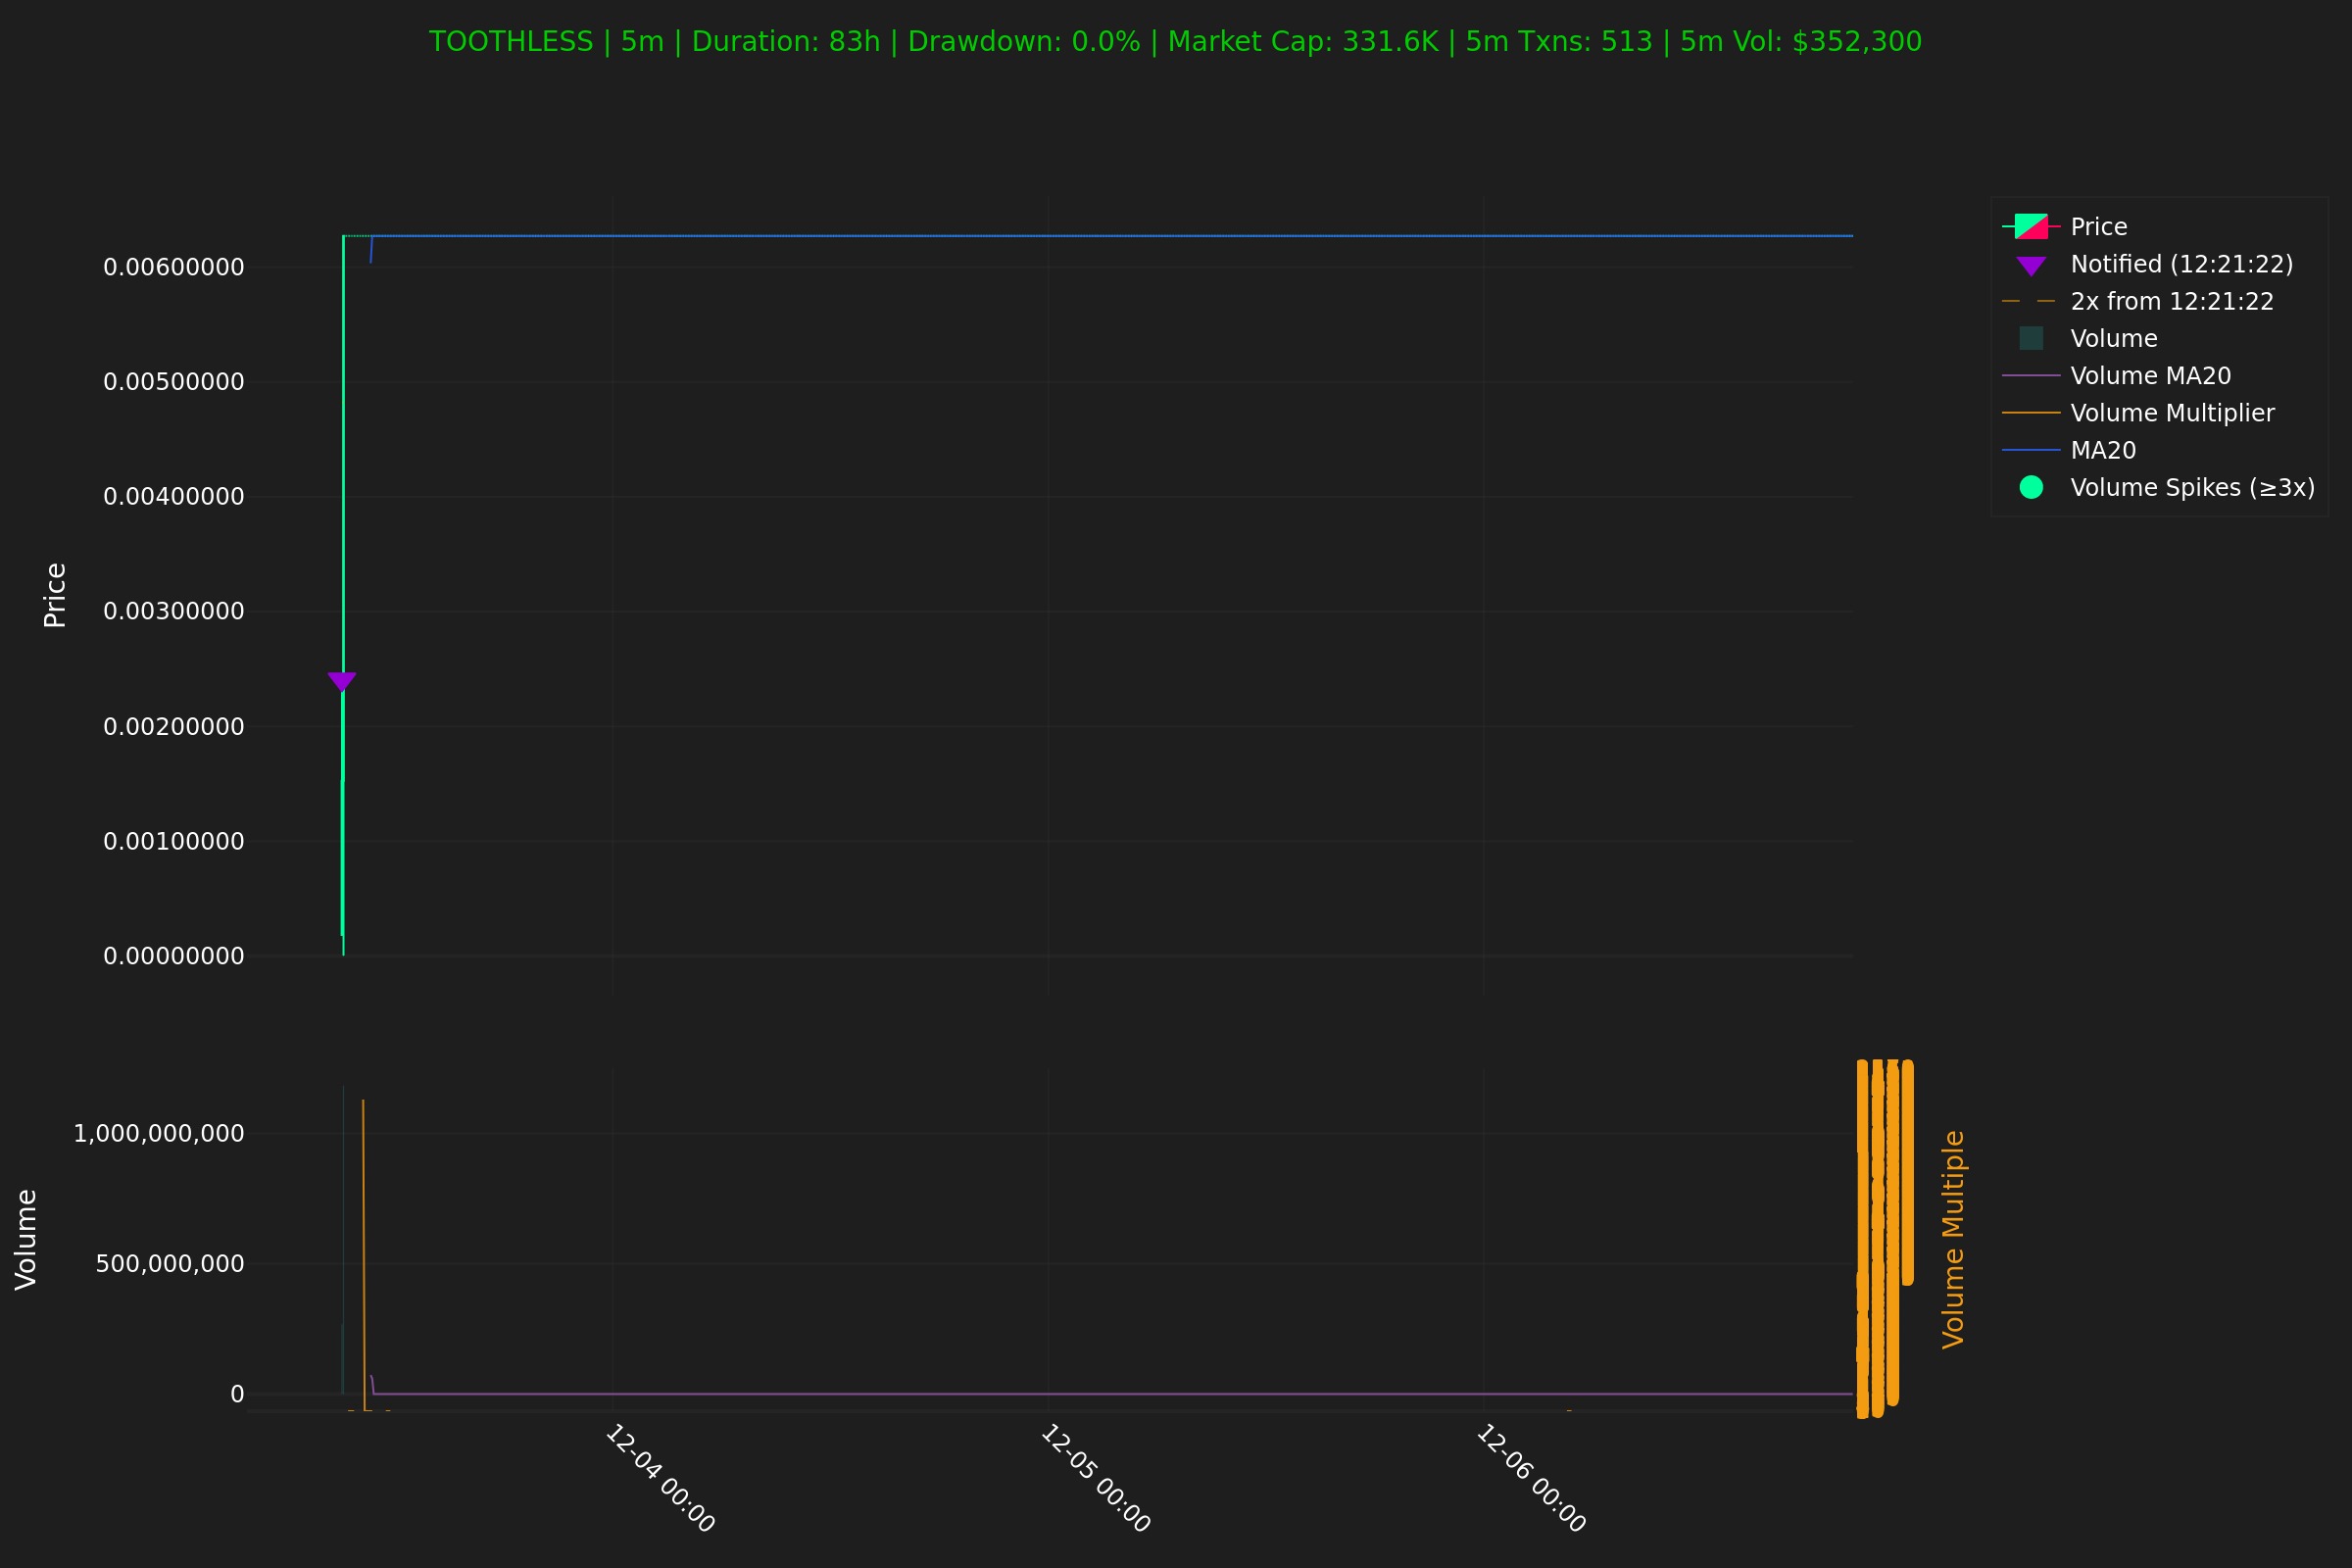 TOOTHLESS | 5m | Duration: 83h | Drawdown: 0.0% | Market Cap: 331.6K | 5m Txns: 513 | 5m Vol: $352,300
Price
Notified (12:21:22)
2x from 12:21:22
Volume
Volume MA20
Volume Multiplier
MA20
Volume Spikes (≥3x)
0.00600000
0.00500000
0.00400000
0.00300000
0.00200000
0.00100000
0.00000000
Price
1,000,000,000
500,000,000
0
Volume
Volume Multiple
12-04 00:00
12-05 00:00
12-06 00:00